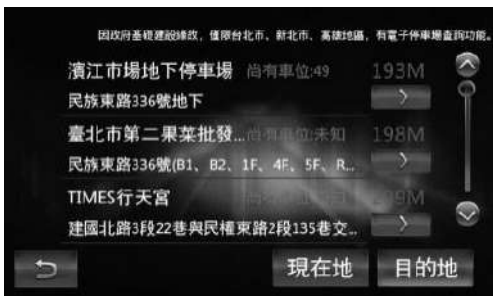 因政府基礎建設緣故，僅限台北市、新北市、高雄地區，有電子停車場查詢功能。
濱江市場地下停車場 尚有車位:49 193M
民族東路336號地下
臺北市第二果菜批發... 尚有車位:未知 198M
民族東路336號(B1、B2、1F、4F、5F、R...
TIMES行天宮
建國北路3段22巷與民權東路2段135巷交...
現在地 目的地